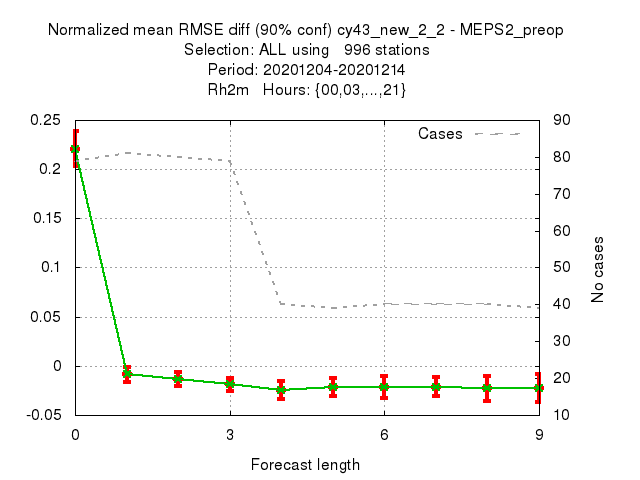 Normalized mean RMSE diff (90% conf) cy43_new_2_2 - MEPS2_preop
Selection: ALL using   996 stations
Period: 20201204-20201214
Rh2m   Hours: {00,03,...,21}
0.25
0.2
0.15
0.1
0.05
0
-0.05
Cases
90
80
70
60
50
40
30
20
10
No cases
0
3
6
9
Forecast length